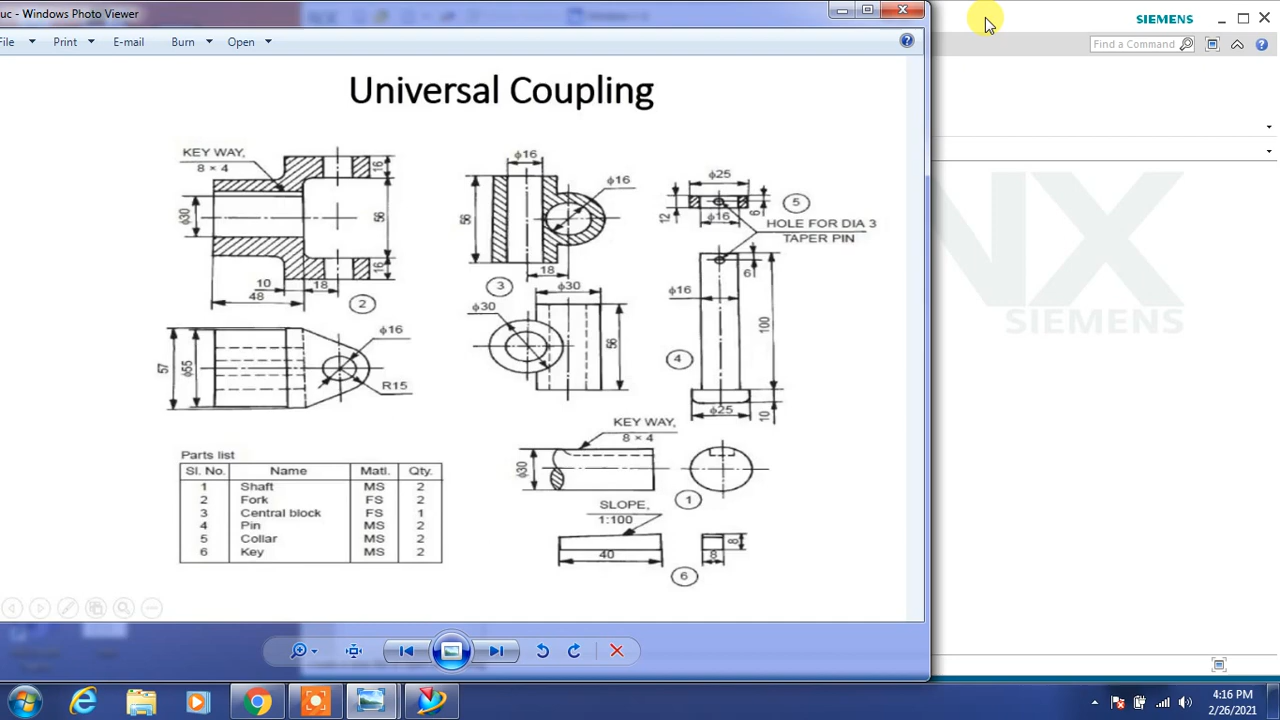 uc - Windows Photo Viewer
File Print E-mail Burn Open
SIEMENS
Find a Command
Universal Coupling
KEY WAY,
8 × 4
ϕ30
16
56
16
10
18
48
2
ϕ16
ϕ16
56
18
3
ϕ25
5
12
ϕ16
6
HOLE FOR DIA 3
TAPER PIN
6
ϕ16
100
4
ϕ25
10
57
ϕ55
ϕ16
R15
ϕ30
ϕ30
56
KEY WAY,
8 × 4
ϕ30
1
SLOPE,
1:100
40
8
8
6
Parts list
Sl. No. Name Matl. Qty.
1 Shaft MS 2
2 Fork FS 2
3 Central block FS 1
4 Pin MS 2
5 Collar MS 2
6 Key MS 2
NX
SIEMENS
4:16 PM
2/26/2021